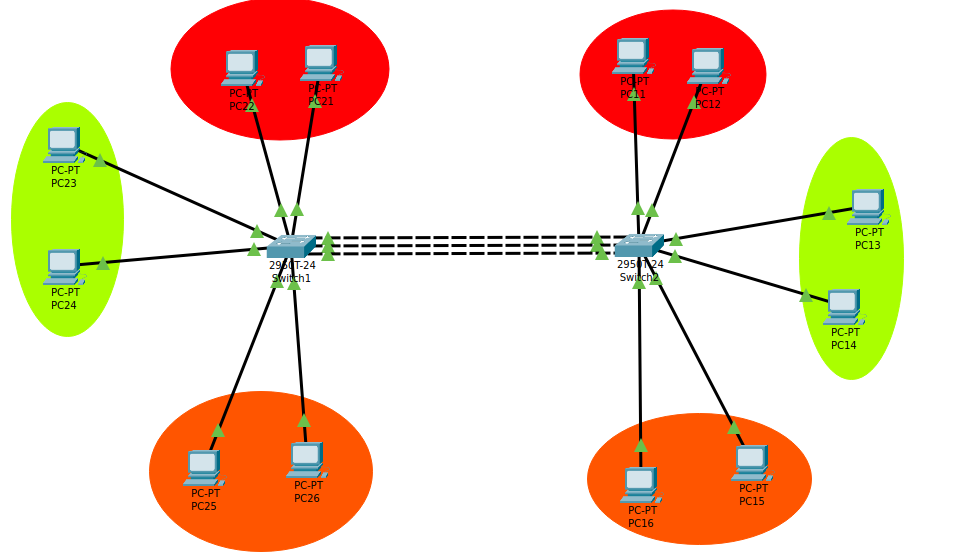 PC-PT
PC22
PC-PT
PC21
PC-PT
PC11
PC-PT
PC12
PC-PT
PC23
PC-PT
PC24
2950T-24
Switch1
2950T-24
Switch2
PC-PT
PC13
PC-PT
PC14
PC-PT
PC25
PC-PT
PC26
PC-PT
PC16
PC-PT
PC15